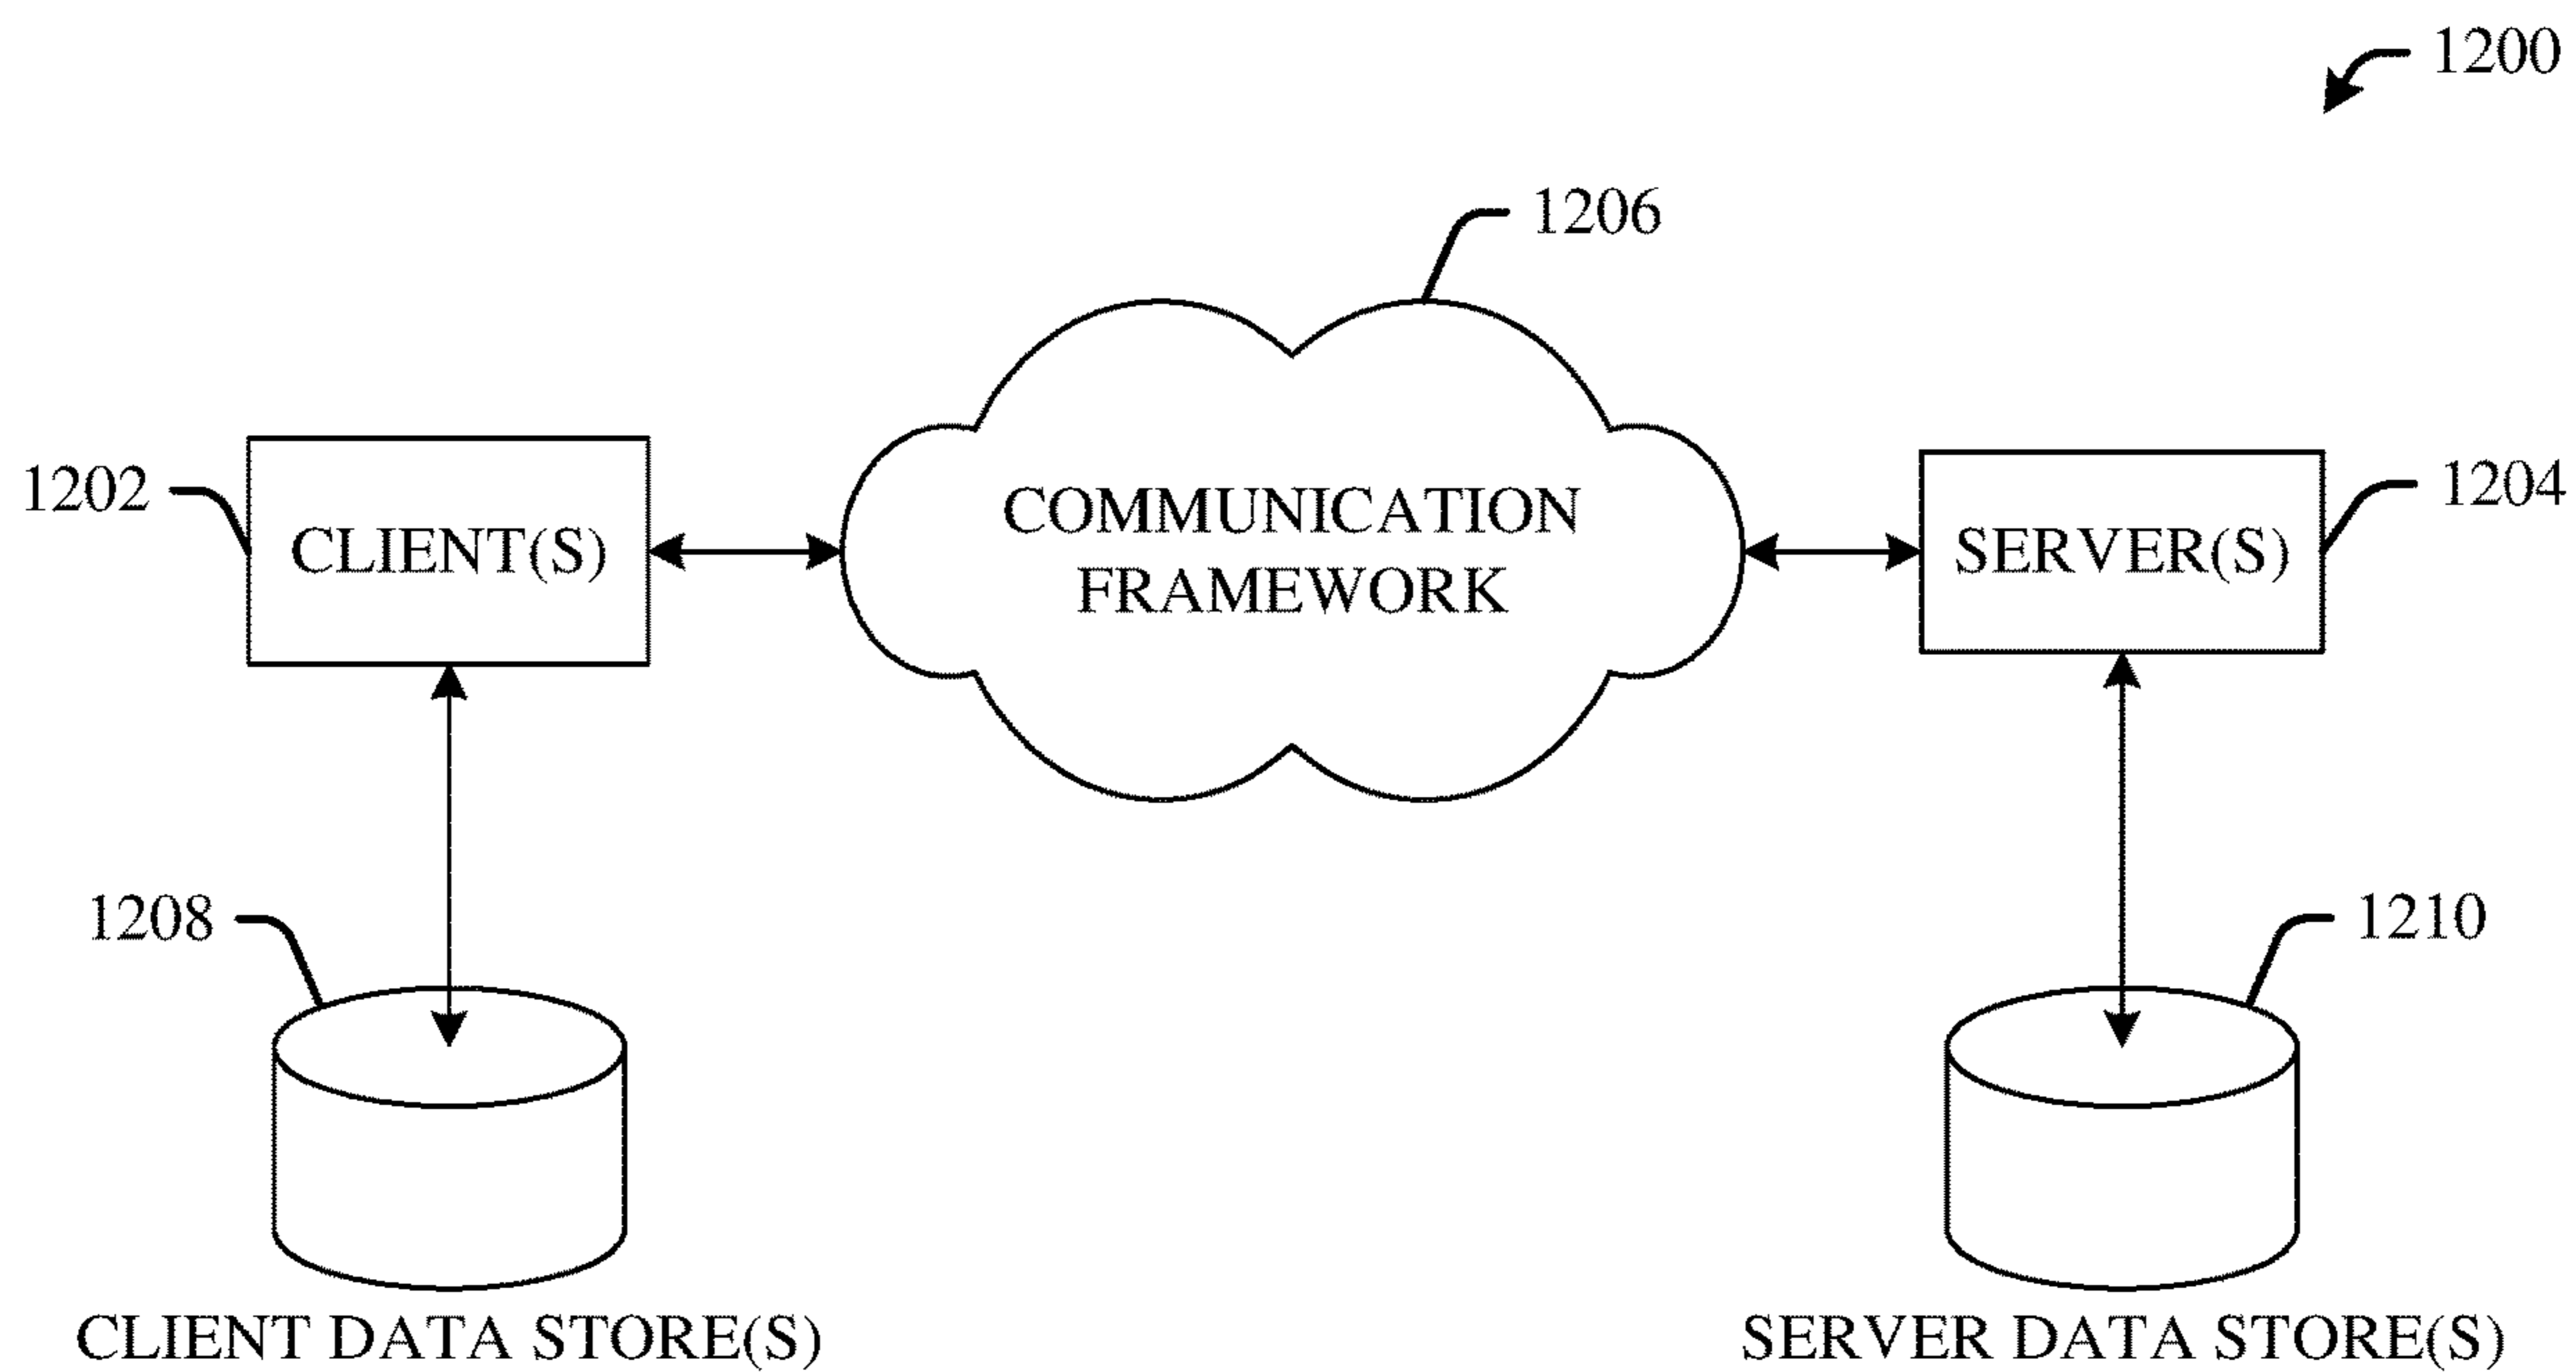 1200
1206
1202
CLIENT(S)
COMMUNICATION
FRAMEWORK
SERVER(S)
1204
1208
1210
CLIENT DATA STORE(S)
SERVER DATA STORE(S)